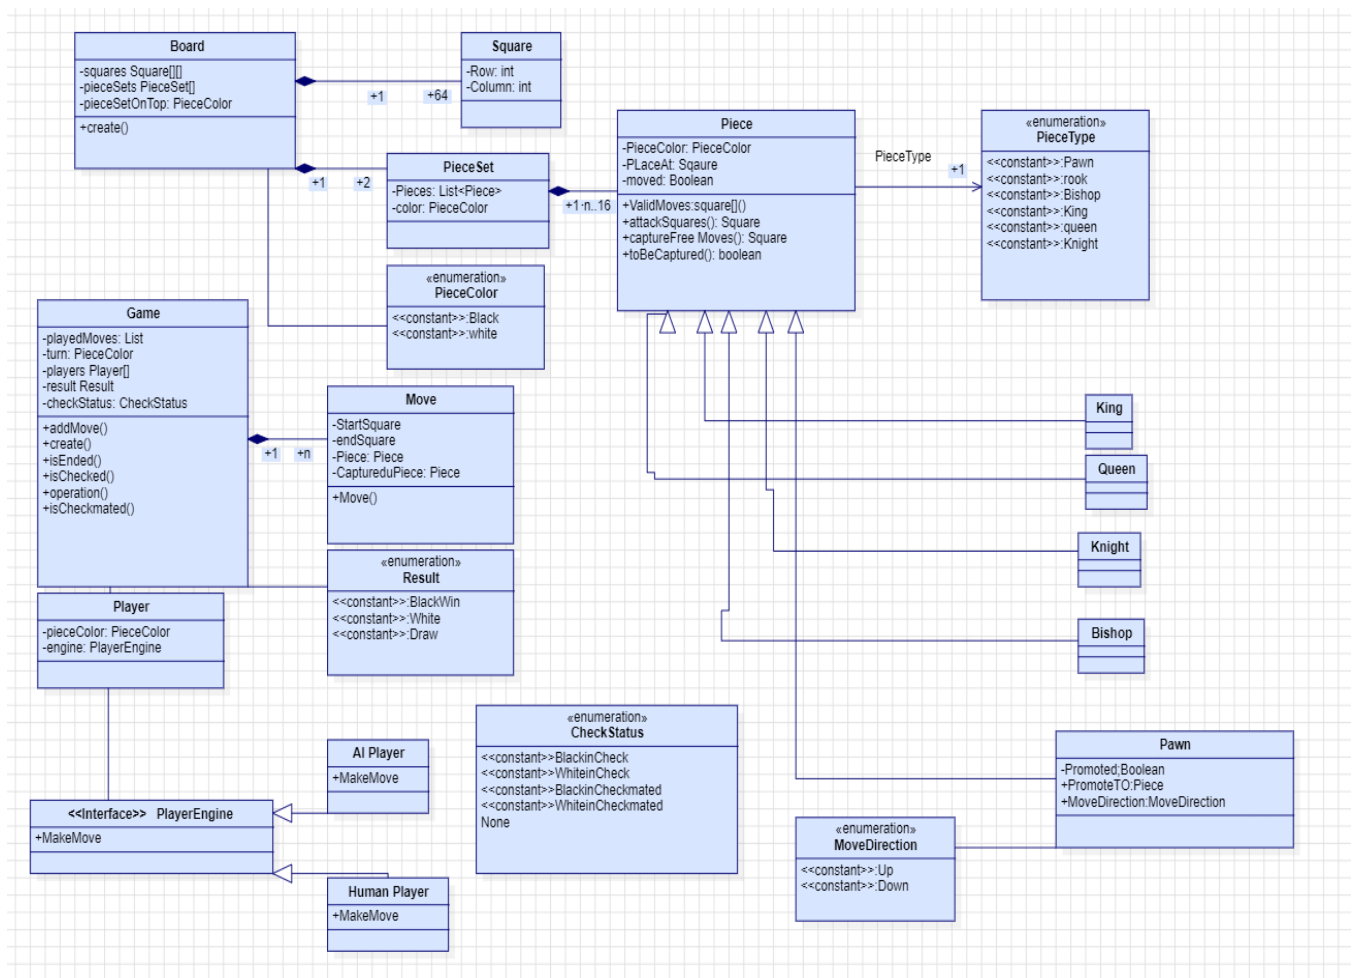 Board
-squares Square[][]
-pieceSets PieceSet[]
-pieceSetOnTop: PieceColor
+create()
+1
+64
Square
-Row: int
-Column: int
+1
+2
PieceSet
-Pieces: List<Piece>
-color: PieceColor
+1
n..16
Piece
-PieceColor: PieceColor
-PLaceAt: Sqaure
-moved: Boolean
+ValidMoves:square[]()
+attackSquares(): Square
+captureFree Moves(): Square
+toBeCaptured(): boolean
PieceType
+1
«enumeration»
PieceType
<<constant>>:Pawn
<<constant>>:rook
<<constant>>:Bishop
<<constant>>:King
<<constant>>:queen
<<constant>>:Knight
«enumeration»
PieceColor
<<constant>>:Black
<<constant>>:white
Game
-playedMoves: List
-turn: PieceColor
-players Player[]
-result Result
-checkStatus: CheckStatus
+addMove()
+create()
+isEnded()
+isChecked()
+operation()
+isCheckmated()
+1
+n
Move
-StartSquare
-endSquare
-Piece: Piece
-CaptureduPiece: Piece
+Move()
«enumeration»
Result
<<constant>>:BlackWin
<<constant>>:White
<<constant>>:Draw
Player
-pieceColor: PieceColor
-engine: PlayerEngine
King
Queen
Knight
Bishop
«enumeration»
CheckStatus
<<constant>>BlackinCheck
<<constant>>WhiteinCheck
<<constant>>BlackinCheckmated
<<constant>>WhiteinCheckmated
None
AI Player
+MakeMove
<<Interface>> PlayerEngine
+MakeMove
Human Player
+MakeMove
Pawn
-Promoted;Boolean
+PromoteTO:Piece
+MoveDirection:MoveDirection
«enumeration»
MoveDirection
<<constant>>:Up
<<constant>>:Down